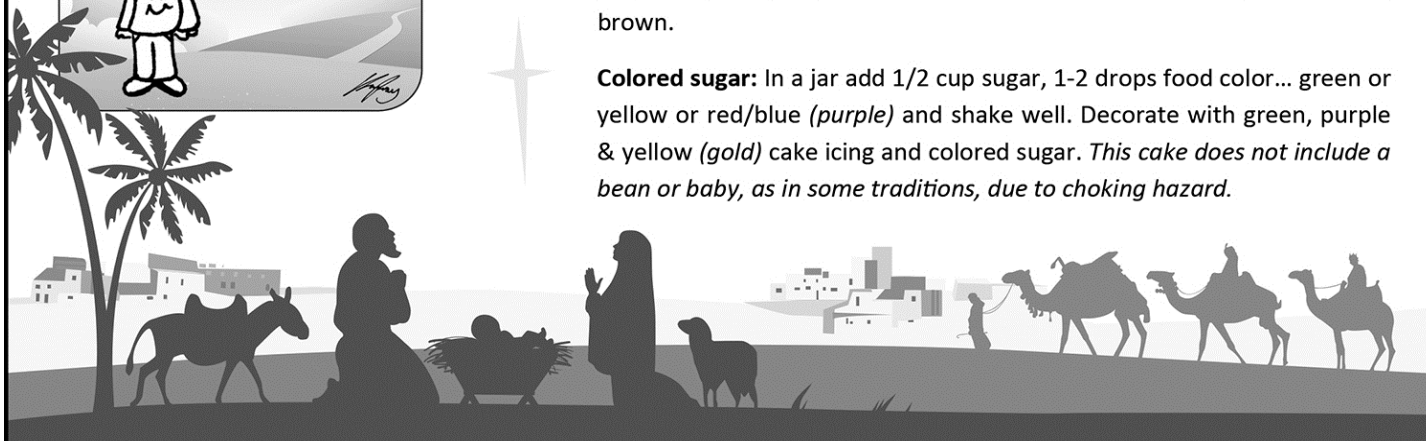 brown.
Colored sugar: In a jar add 1/2 cup sugar, 1-2 drops food color... green or
yellow or red/blue (purple) and shake well. Decorate with green, purple
& yellow (gold) cake icing and colored sugar. This cake does not include a
bean or baby, as in some traditions, due to choking hazard.